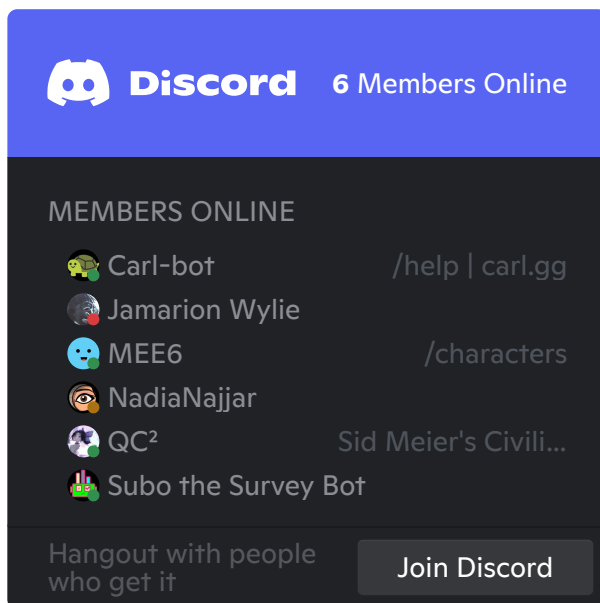 Discord 6 Members Online
MEMBERS ONLINE
Carl-bot /help | carl.gg
Jamarion Wylie
MEE6 /characters
NadiaNajjar
QC² Sid Meier's Civili...
Subo the Survey Bot
Hangout with people
who get it
Join Discord